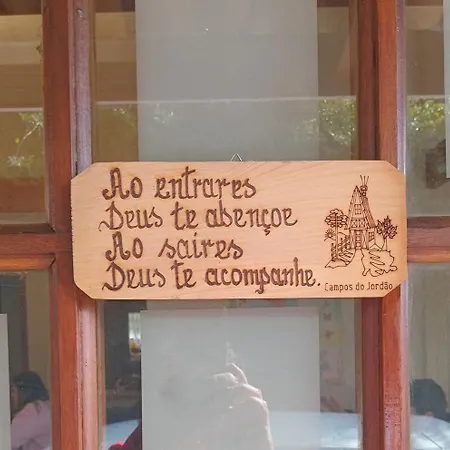 Ao entrares
Deus te abençoe
Ao saires
Deus te acompanhe.
Campos do Jordão